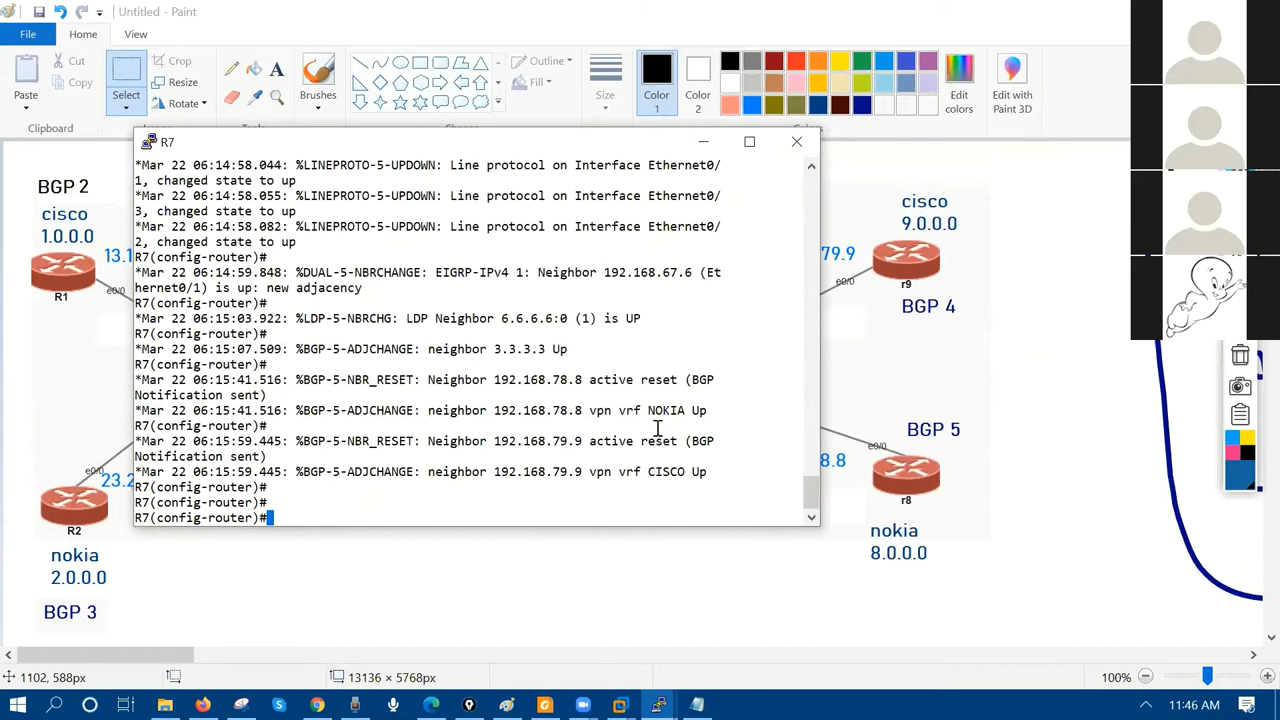 Untitled - Paint
File
Home
View
Paste
Cut
Copy
Clipboard
Select
Crop
Resize
Rotate
Brushes
Outline
Fill
Size
Color
1
Color
2
Edit
colors
Edit with
Paint 3D
Colors
R7
*Mar 22 06:14:58.044: %LINEPROTO-5-UPDOWN: Line protocol on Interface Ethernet0/
1, changed state to up
*Mar 22 06:14:58.055: %LINEPROTO-5-UPDOWN: Line protocol on Interface Ethernet0/
3, changed state to up
*Mar 22 06:14:58.082: %LINEPROTO-5-UPDOWN: Line protocol on Interface Ethernet0/
2, changed state to up
R7(config-router)#
*Mar 22 06:14:59.848: %DUAL-5-NBRCHANGE: EIGRP-IPv4 1: Neighbor 192.168.67.6 (Et
hernet0/1) is up: new adjacency
R7(config-router)#
*Mar 22 06:15:03.922: %LDP-5-NBRCHG: LDP Neighbor 6.6.6.6:0 (1) is UP
R7(config-router)#
*Mar 22 06:15:07.509: %BGP-5-ADJCHANGE: neighbor 3.3.3.3 Up
R7(config-router)#
*Mar 22 06:15:41.516: %BGP-5-NBR_RESET: Neighbor 192.168.78.8 active reset (BGP
Notification sent)
*Mar 22 06:15:41.516: %BGP-5-ADJCHANGE: neighbor 192.168.78.8 vpn vrf NOKIA Up
R7(config-router)#
*Mar 22 06:15:59.445: %BGP-5-NBR_RESET: Neighbor 192.168.79.9 active reset (BGP
Notification sent)
*Mar 22 06:15:59.445: %BGP-5-ADJCHANGE: neighbor 192.168.79.9 vpn vrf CISCO Up
R7(config-router)#
R7(config-router)#
R7(config-router)#
BGP 2
cisco
1.0.0.0
13.1
R1
e0/0
e0/0
23.2
R2
nokia
2.0.0.0
BGP 3
cisco
9.0.0.0
79.9
e0/0
r9
BGP 4
BGP 5
e0/0
8.8
r8
nokia
8.0.0.0
1102, 588px
13136 × 5768px
100%
11:46 AM